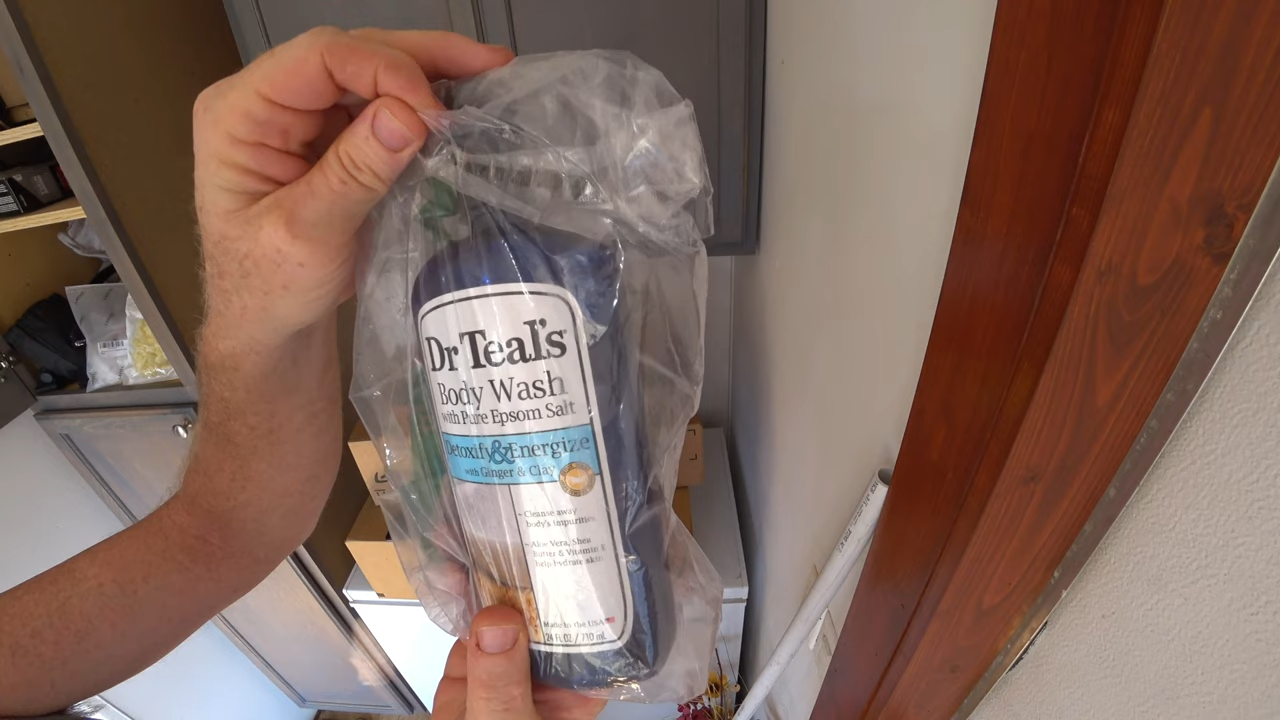 Dr Teal's
Body Wash
with Pure Epsom Salt
Detoxify & Energize
with Ginger & Clay
- Cleanse away
body's impurities
- Aloe Vera, Shea
Butter & Vitamin E
help hydrate skin
Made in the USA
24 FL OZ / 710 mL